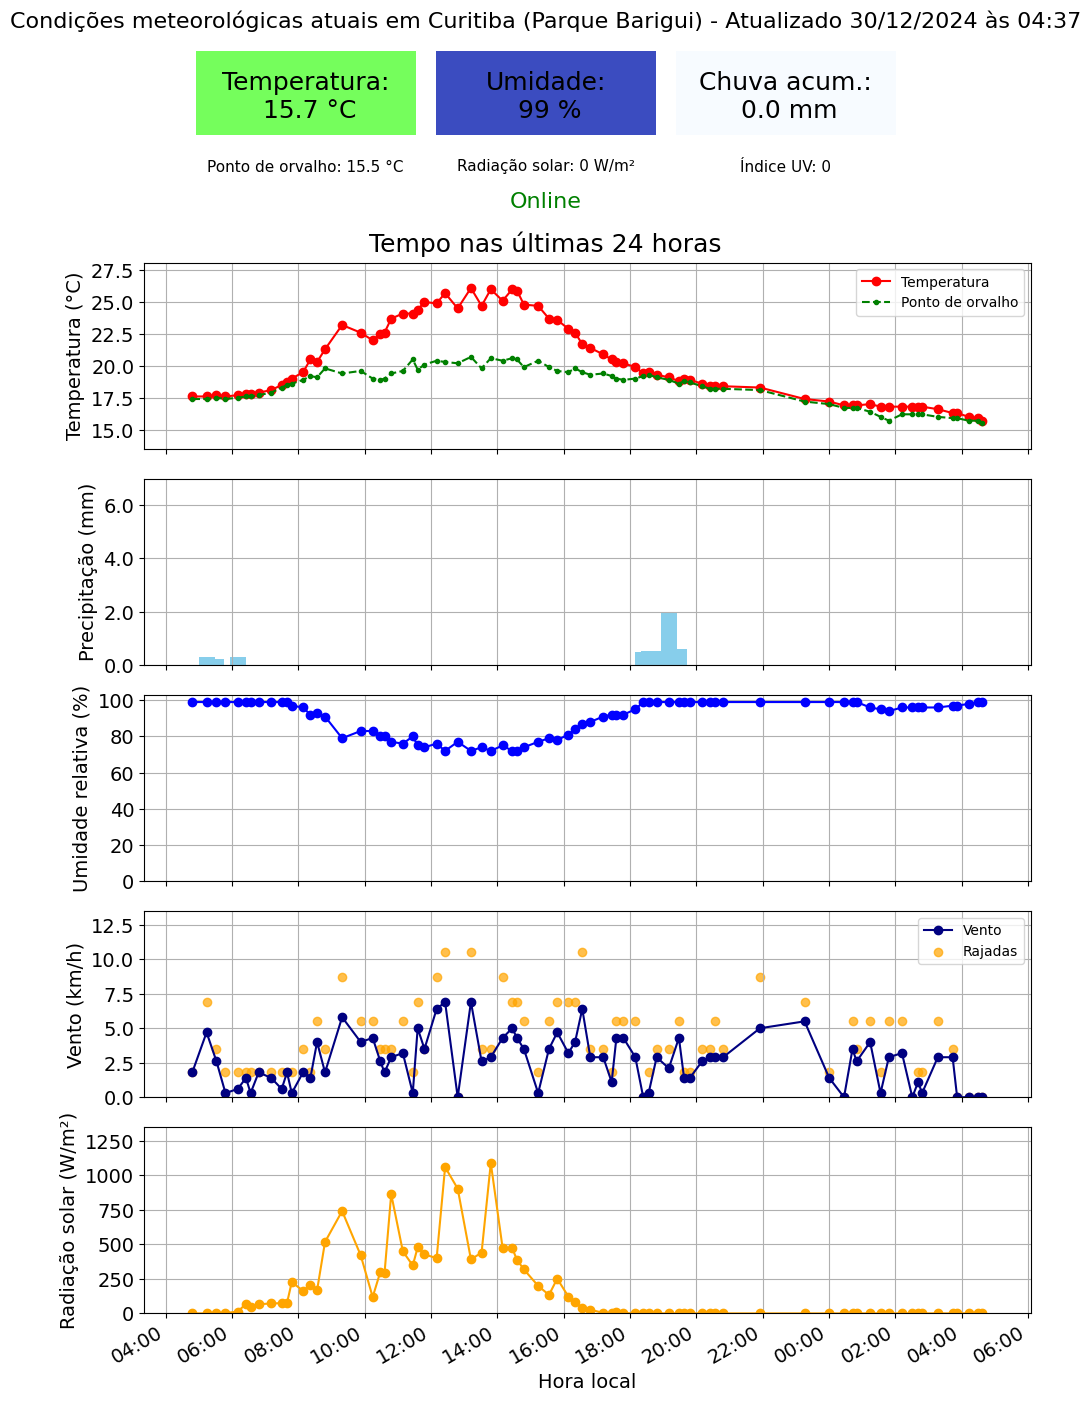 Condições meteorológicas atuais em Curitiba (Parque Barigui) - Atualizado 30/12/2024 às 04:37
Temperatura:
15.7 °C
Umidade:
99 %
Chuva acum.:
0.0 mm
Ponto de orvalho: 15.5 °C
Radiação solar: 0 W/m²
Índice UV: 0
Online
Tempo nas últimas 24 horas
Temperatura (°C)
27.5
25.0
22.5
20.0
17.5
15.0
Temperatura
Ponto de orvalho
Precipitação (mm)
6.0
4.0
2.0
0.0
Umidade relativa (%)
100
80
60
40
20
0
Vento (km/h)
12.5
10.0
7.5
5.0
2.5
0.0
Vento
Rajadas
Radiação solar (W/m²)
1250
1000
750
500
250
0
04:00
06:00
08:00
10:00
12:00
14:00
16:00
18:00
20:00
22:00
00:00
02:00
04:00
06:00
Hora local